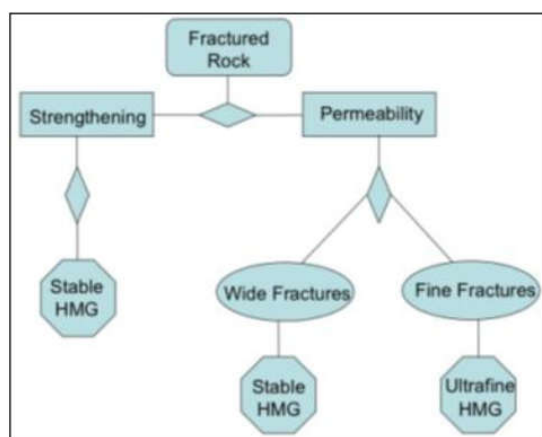 Fractured
Rock
Strengthening
Permeability
Stable
HMG
Wide Fractures
Fine Fractures
Stable
HMG
Ultrafine
HMG